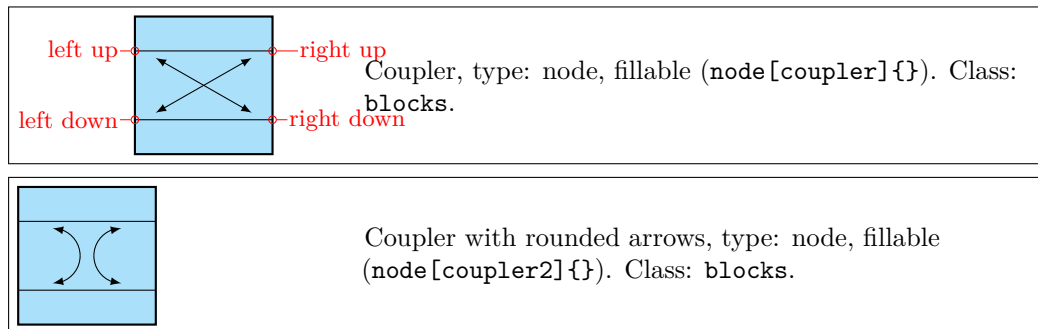 left up
right up
left down
right down
Coupler, type: node, fillable (node[coupler]{}). Class:
blocks.
Coupler with rounded arrows, type: node, fillable
(node[coupler2]{}). Class: blocks.